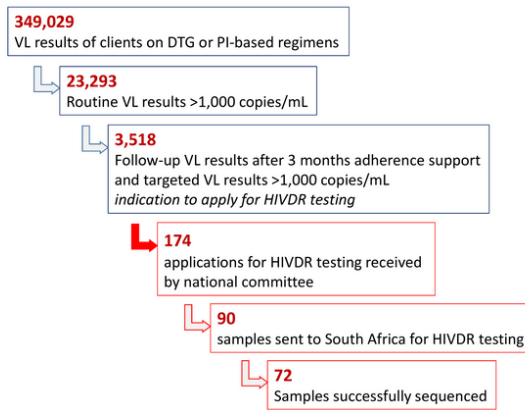 349,029
VL results of clients on DTG or PI-based regimens
23,293
Routine VL results >1,000 copies/mL
3,518
Follow-up VL results after 3 months adherence support
and targeted VL results >1,000 copies/mL
indication to apply for HIVDR testing
174
applications for HIVDR testing received
by national committee
90
samples sent to South Africa for HIVDR testing
72
Samples successfully sequenced